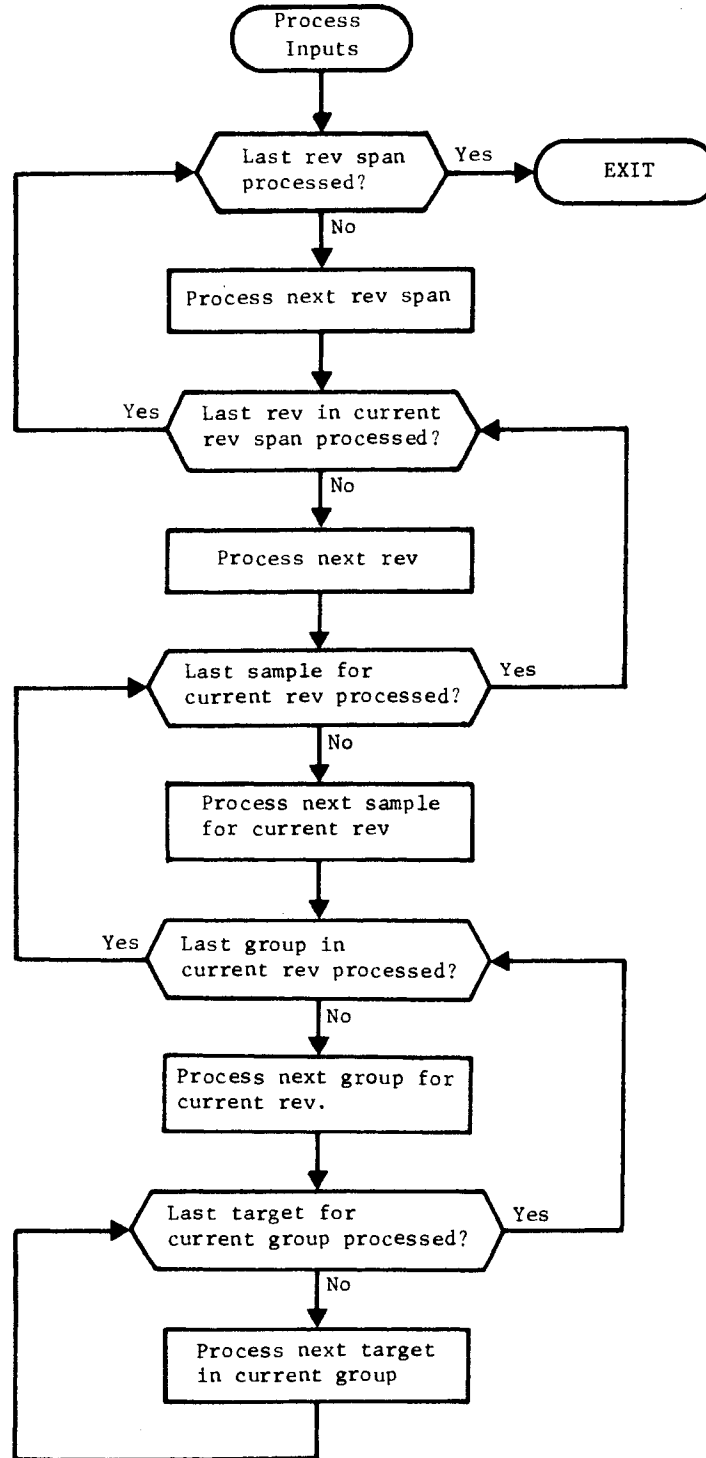 Process
Inputs
Last rev span
processed?
Yes
EXIT
No
Process next rev span
Yes
Last rev in current
rev span processed?
No
Process next rev
Last sample for
current rev processed?
Yes
No
Process next sample
for current rev
Yes
Last group in
current rev processed?
No
Process next group for
current rev.
Last target for
current group processed?
Yes
No
Process next target
in current group